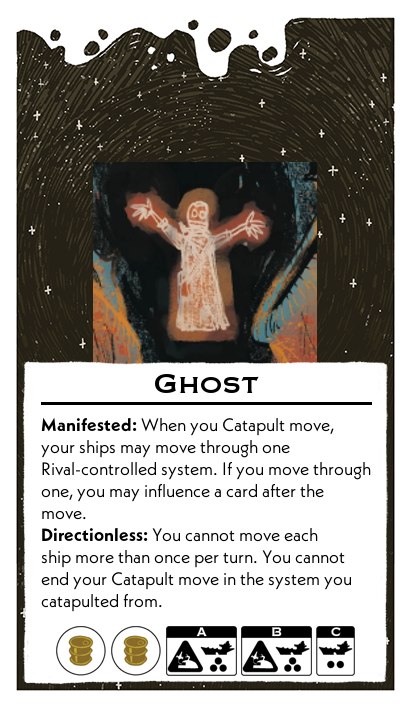 Ghost
Manifested: When you Catapult move,
your ships may move through one
Rival-controlled system. If you move through
one, you may influence a card after the
move.
Directionless: You cannot move each
ship more than once per turn. You cannot
end your Catapult move in the system you
catapulted from.
A B C